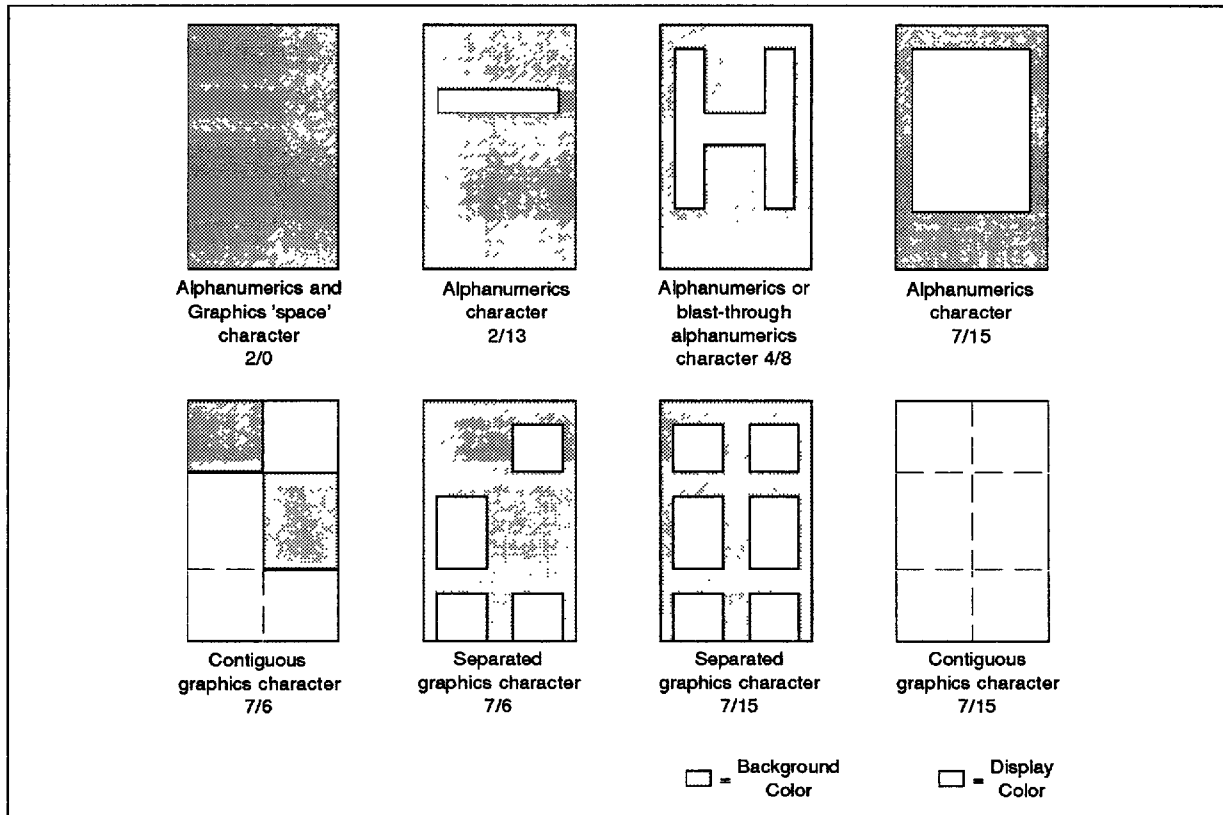 Alphanumerics and
Graphics 'space'
character
2/0
Alphanumerics
character
2/13
Alphanumerics or
blast-through
alphanumerics
character 4/8
Alphanumerics
character
7/15
Contiguous
graphics character
7/6
Separated
graphics character
7/6
Separated
graphics character
7/15
Contiguous
graphics character
7/15
= Background
Color
= Display
Color